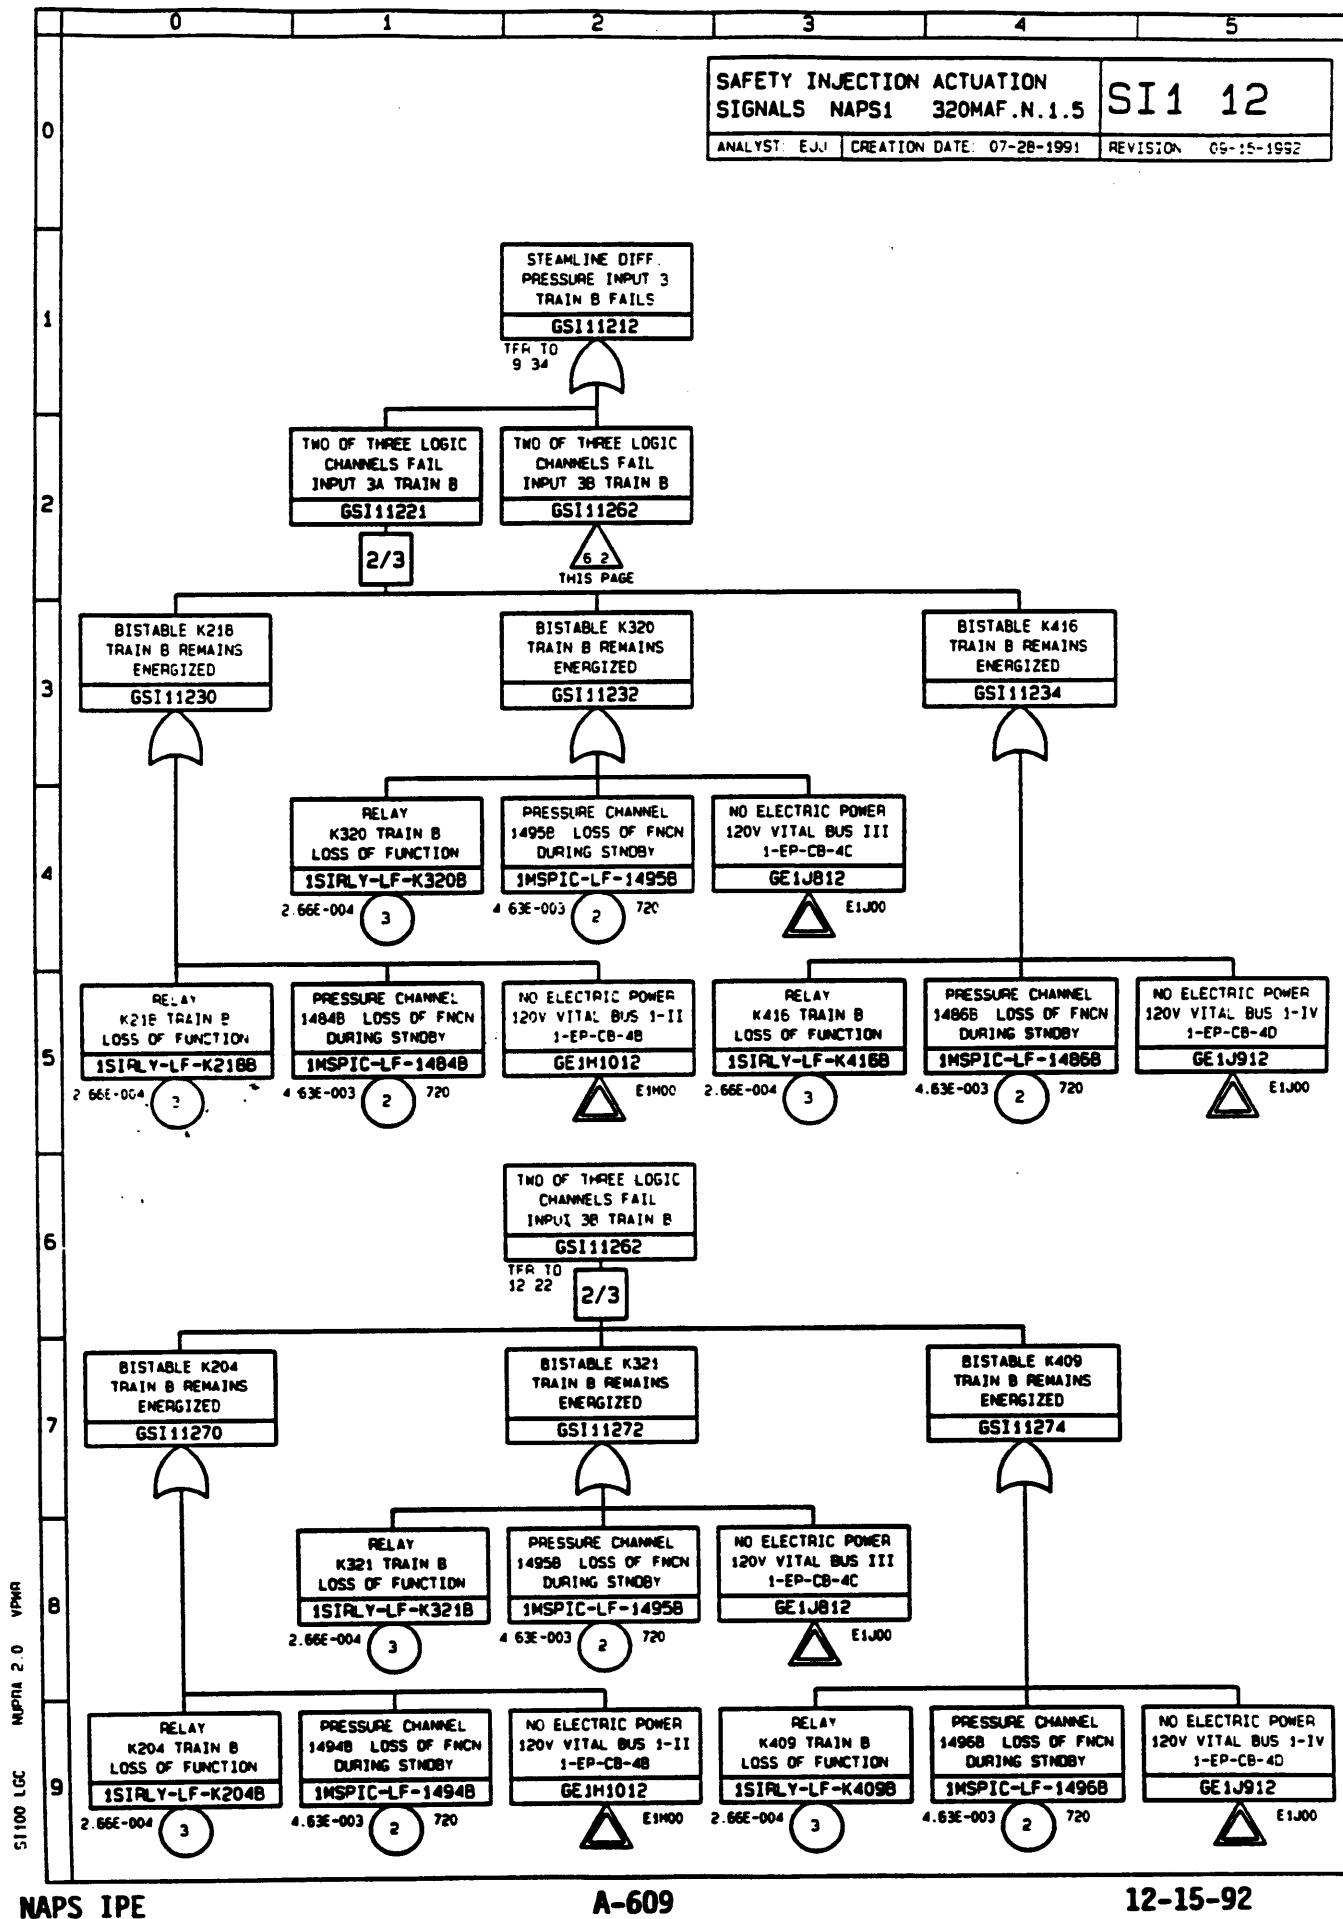 0 1 2 3 4 5
SAFETY INJECTION ACTUATION
SIGNALS NAPS1 320MAF.N.1.5
SI1 12
ANALYST: EJJ
CREATION DATE: 07-28-1991
REVISION 09-15-1992
0
STEAMLINE DIFF.
PRESSURE INPUT 3
TRAIN B FAILS
GSI11212
TFR TO
9 34
1
TWO OF THREE LOGIC
CHANNELS FAIL
INPUT 3A TRAIN B
GSI11221
2/3
TWO OF THREE LOGIC
CHANNELS FAIL
INPUT 3B TRAIN B
GSI11262
6 2
THIS PAGE
2
BISTABLE K218
TRAIN B REMAINS
ENERGIZED
GSI11230
BISTABLE K320
TRAIN B REMAINS
ENERGIZED
GSI11232
BISTABLE K416
TRAIN B REMAINS
ENERGIZED
GSI11234
3
RELAY
K320 TRAIN B
LOSS OF FUNCTION
1SIRLY-LF-K320B
2.66E-004
3
PRESSURE CHANNEL
1495B LOSS OF FNCN
DURING STNDBY
1MSPIC-LF-1495B
4 63E-003
2
720
NO ELECTRIC POWER
120V VITAL BUS III
1-EP-CB-4C
GE1J812
E1J00
4
RELAY
K218 TRAIN B
LOSS OF FUNCTION
1SIRLY-LF-K218B
2 66E-004
3
PRESSURE CHANNEL
1484B LOSS OF FNCN
DURING STNDBY
1MSPIC-LF-1484B
4 63E-003
2
720
NO ELECTRIC POWER
120V VITAL BUS 1-II
1-EP-CB-4B
GE1H1012
E1H00
RELAY
K416 TRAIN B
LOSS OF FUNCTION
1SIRLY-LF-K416B
2.66E-004
3
PRESSURE CHANNEL
1486B LOSS OF FNCN
DURING STNDBY
1MSPIC-LF-1486B
4.63E-003
2
720
NO ELECTRIC POWER
120V VITAL BUS 1-IV
1-EP-CB-4D
GE1J912
E1J00
5
TWO OF THREE LOGIC
CHANNELS FAIL
INPUT 3B TRAIN B
GSI11262
TFR TO
12 22
2/3
6
BISTABLE K204
TRAIN B REMAINS
ENERGIZED
GSI11270
BISTABLE K321
TRAIN B REMAINS
ENERGIZED
GSI11272
BISTABLE K409
TRAIN B REMAINS
ENERGIZED
GSI11274
7
RELAY
K321 TRAIN B
LOSS OF FUNCTION
1SIRLY-LF-K321B
2.66E-004
3
PRESSURE CHANNEL
1495B LOSS OF FNCN
DURING STNDBY
1MSPIC-LF-1495B
4 63E-003
2
720
NO ELECTRIC POWER
120V VITAL BUS III
1-EP-CB-4C
GE1J812
E1J00
8
RELAY
K204 TRAIN B
LOSS OF FUNCTION
1SIRLY-LF-K204B
2.66E-004
3
PRESSURE CHANNEL
1494B LOSS OF FNCN
DURING STNDBY
1MSPIC-LF-1494B
4.63E-003
2
720
NO ELECTRIC POWER
120V VITAL BUS 1-II
1-EP-CB-4B
GE1H1012
E1H00
RELAY
K409 TRAIN B
LOSS OF FUNCTION
1SIRLY-LF-K409B
2.66E-004
3
PRESSURE CHANNEL
1496B LOSS OF FNCN
DURING STNDBY
1MSPIC-LF-1496B
4.63E-003
2
720
NO ELECTRIC POWER
120V VITAL BUS 1-IV
1-EP-CB-4D
GE1J912
E1J00
9
SI100 LGC NUPRA 2.0 VPWR
NAPS IPE
A-609
12-15-92